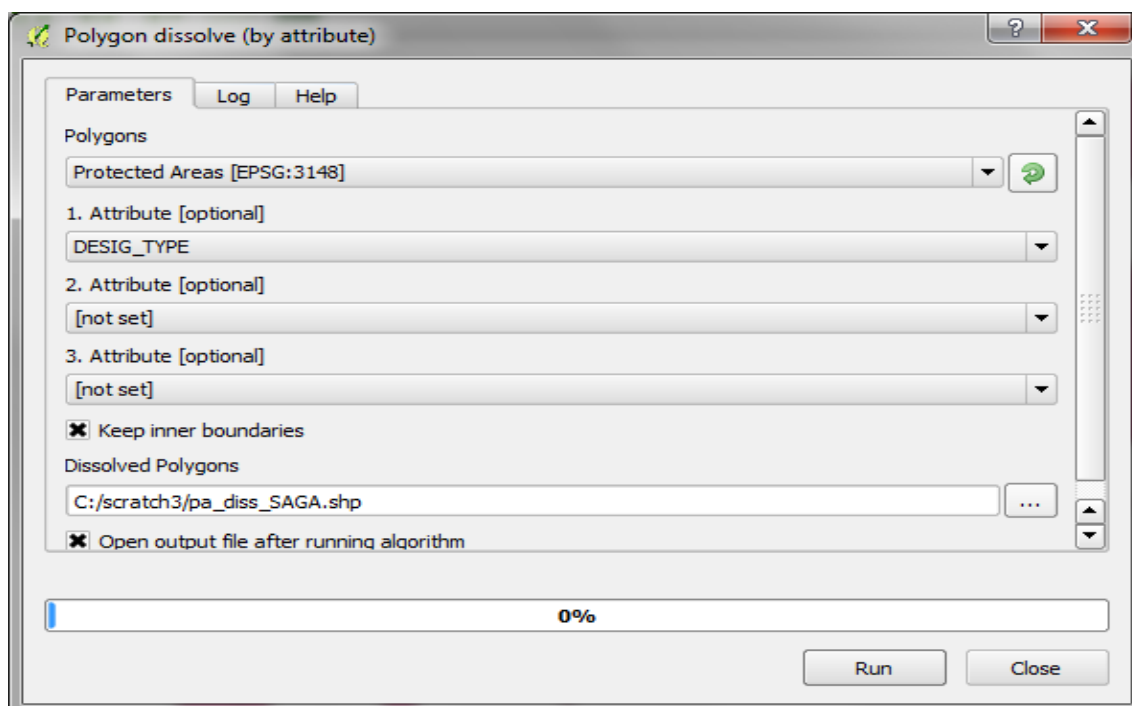 Polygon dissolve (by attribute)
Parameters Log Help
Polygons
Protected Areas [EPSG:3148]
1. Attribute [optional]
DESIG_TYPE
2. Attribute [optional]
[not set]
3. Attribute [optional]
[not set]
Keep inner boundaries
Dissolved Polygons
C:/scratch3/pa_diss_SAGA.shp
...
Open output file after running algorithm
0%
Run Close